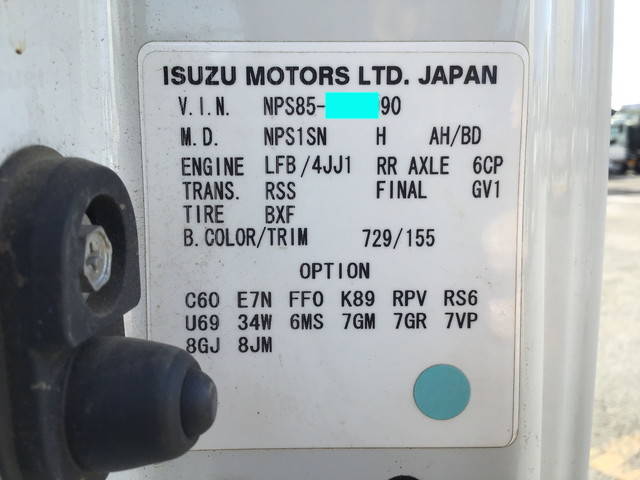 ISUZU MOTORS LTD. JAPAN
V.I.N. NPS85- 90
M.D. NPS1SN H AH/BD
ENGINE LFB/4JJ1 RR AXLE 6CP
TRANS. RSS FINAL GV1
TIRE BXF
B.COLOR/TRIM 729/155
OPTION
C60 E7N FF0 K89 RPV RS6
U69 34W 6MS 7GM 7GR 7VP
8GJ 8JM